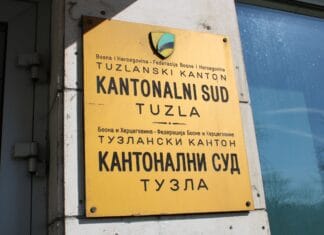 Bosna i Hercegovina - Federacija Bosne i Hercegovine
TUZLANSKI KANTON
KANTONALNI SUD
TUZLA
Босна и Херцеговина - Федерација Босне и Херцеговине
ТУЗЛАНСКИ КАНТОН
КАНТОНАЛНИ СУД
ТУЗЛА